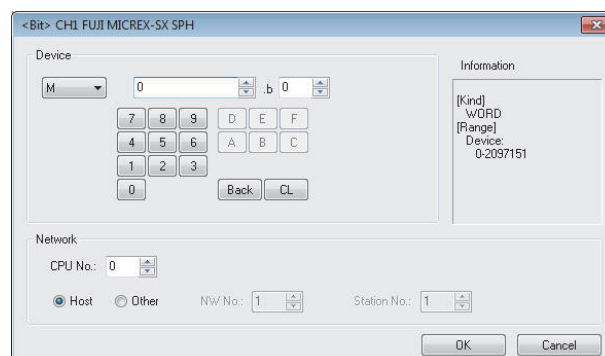 <Bit> CH1 FUJI MICREX-SX SPH
Device
M 0 .b 0
7 8 9 D E F
4 5 6 A B C
1 2 3
0 Back CL
Information
[Kind]
WORD
[Range]
Device:
0-2097151
Network
CPU No.: 0
Host Other NW No.: 1 Station No.: 1
OK Cancel